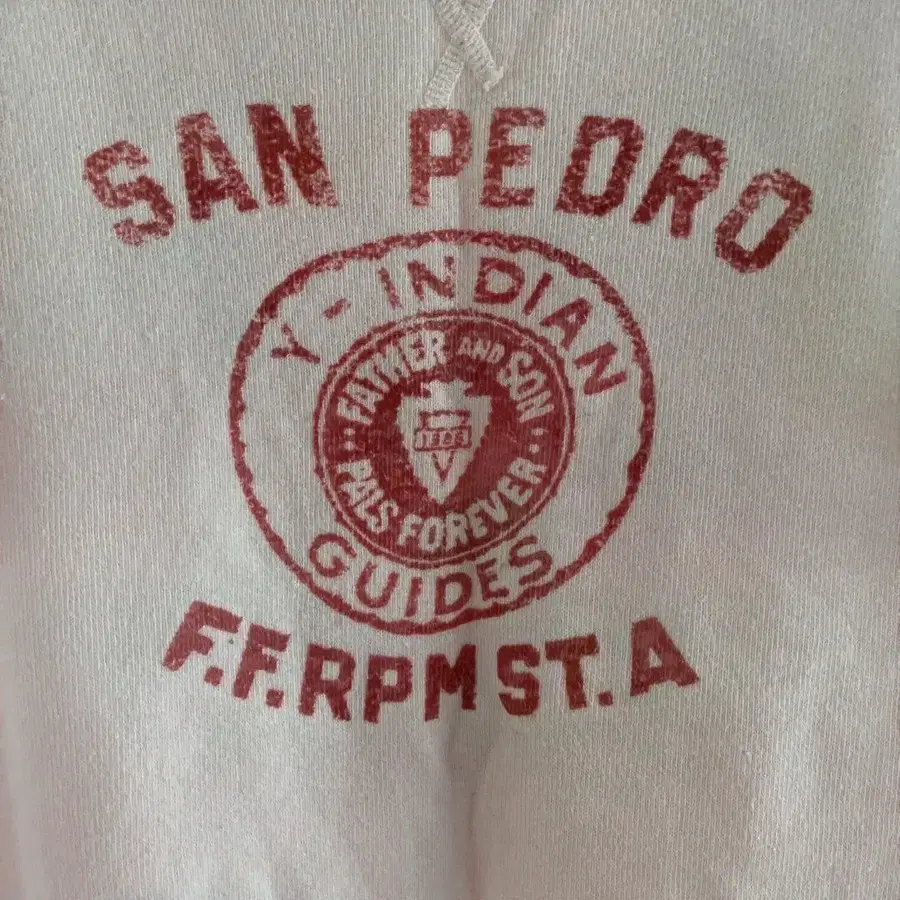 SAN PEDRO
Y-INDIAN
FATHER AND SON
PALS FOREVER
GUIDES
F.F.RPM ST.A